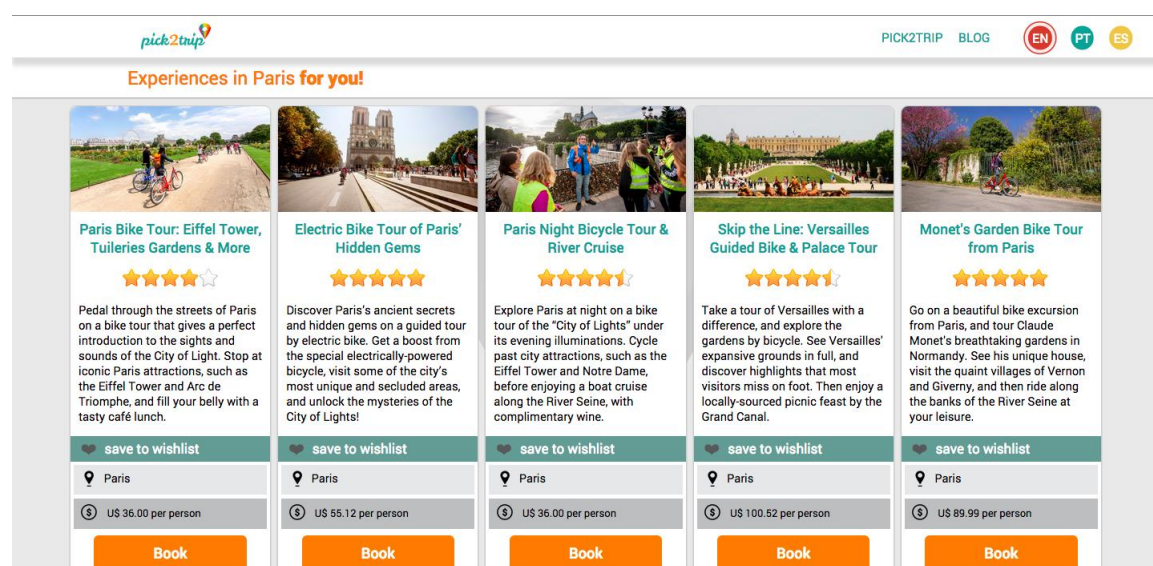 pick2trip
PICK2TRIP BLOG EN PT ES
Experiences in Paris for you!
Paris Bike Tour: Eiffel Tower,
Tuileries Gardens & More
Pedal through the streets of Paris
on a bike tour that gives a perfect
introduction to the sights and
sounds of the City of Light. Stop at
iconic Paris attractions, such as
the Eiffel Tower and Arc de
Triomphe, and fill your belly with a
tasty café lunch.
save to wishlist
Paris
U$ 36.00 per person
Book
Electric Bike Tour of Paris’
Hidden Gems
Discover Paris’s ancient secrets
and hidden gems on a guided tour
by electric bike. Get a boost from
the special electrically-powered
bicycle, visit some of the city’s
most unique and secluded areas,
and unlock the mysteries of the
City of Lights!
save to wishlist
Paris
U$ 55.12 per person
Book
Paris Night Bicycle Tour &
River Cruise
Explore Paris at night on a bike
tour of the “City of Lights” under
its evening illuminations. Cycle
past city attractions, such as the
Eiffel Tower and Notre Dame,
before enjoying a boat cruise
along the River Seine, with
complimentary wine.
save to wishlist
Paris
U$ 36.00 per person
Book
Skip the Line: Versailles
Guided Bike & Palace Tour
Take a tour of Versailles with a
difference, and explore the
gardens by bicycle. See Versailles’
expansive grounds in full, and
discover highlights that most
visitors miss on foot. Then enjoy a
locally-sourced picnic feast by the
Grand Canal.
save to wishlist
Paris
U$ 100.52 per person
Book
Monet's Garden Bike Tour
from Paris
Go on a beautiful bike excursion
from Paris, and tour Claude
Monet's breathtaking gardens in
Normandy. See his unique house,
visit the quaint villages of Vernon
and Giverny, and then ride along
the banks of the River Seine at
your leisure.
save to wishlist
Paris
U$ 89.99 per person
Book